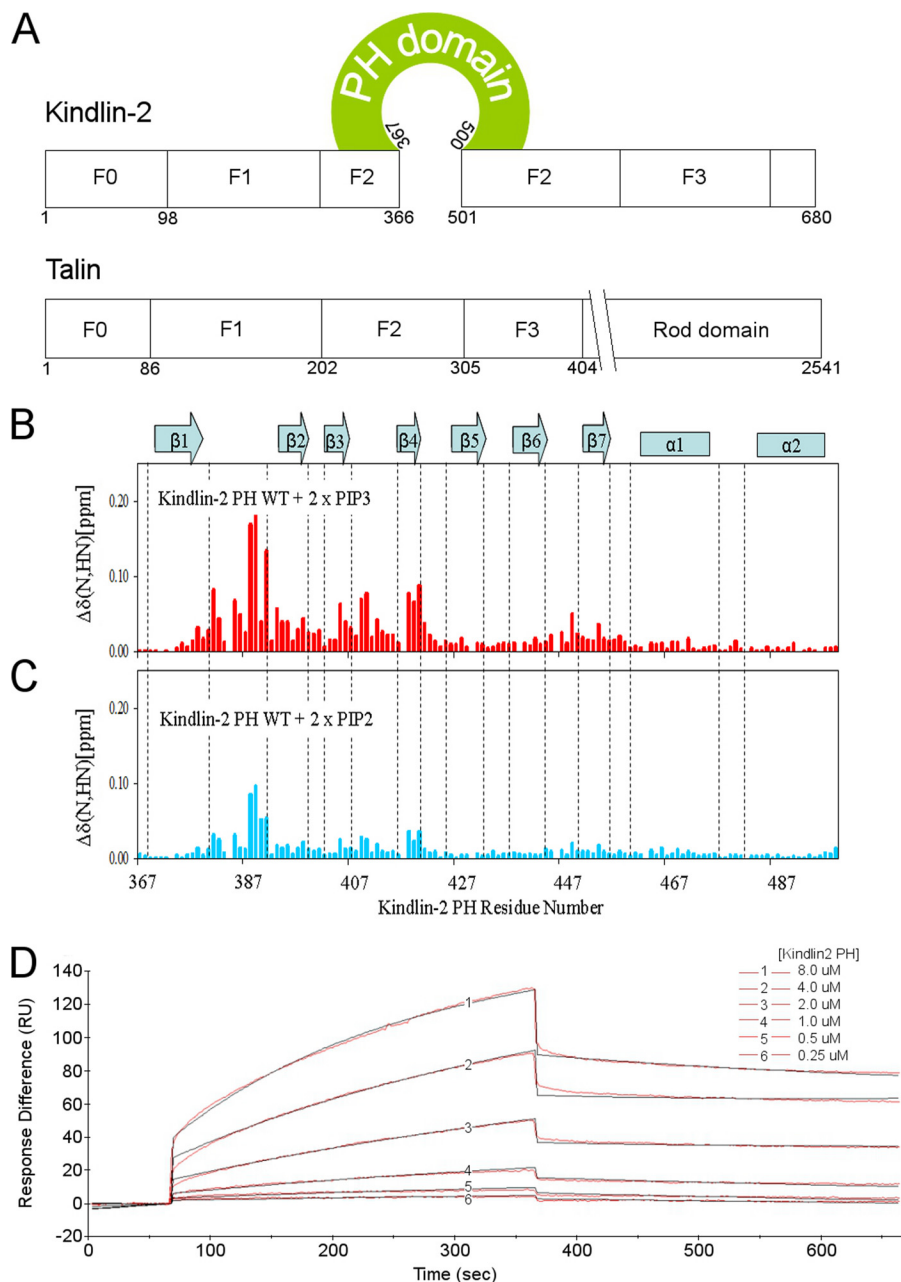 A
PH domain
367
500
Kindlin-2
F0 F1 F2 F2 F3
1 98 366 501 680
Talin
F0 F1 F2 F3 Rod domain
1 86 202 305 404 2541
B
β1 β2 β3 β4 β5 β6 β7 α1 α2
Δδ(N,HN)[ppm]
0.20
0.10
0.00
Kindlin-2 PH WT + 2 x PIP3
C
Δδ(N,HN)[ppm]
0.20
0.10
0.00
Kindlin-2 PH WT + 2 x PIP2
367 387 407 427 447 467 487
Kindlin-2 PH Residue Number
D
Response Difference (RU)
140
120
100
80
60
40
20
0
-20
1
2
3
4
5
6
[Kindlin2 PH]
1 8.0 uM
2 4.0 uM
3 2.0 uM
4 1.0 uM
5 0.5 uM
6 0.25 uM
0 100 200 300 400 500 600
Time (sec)